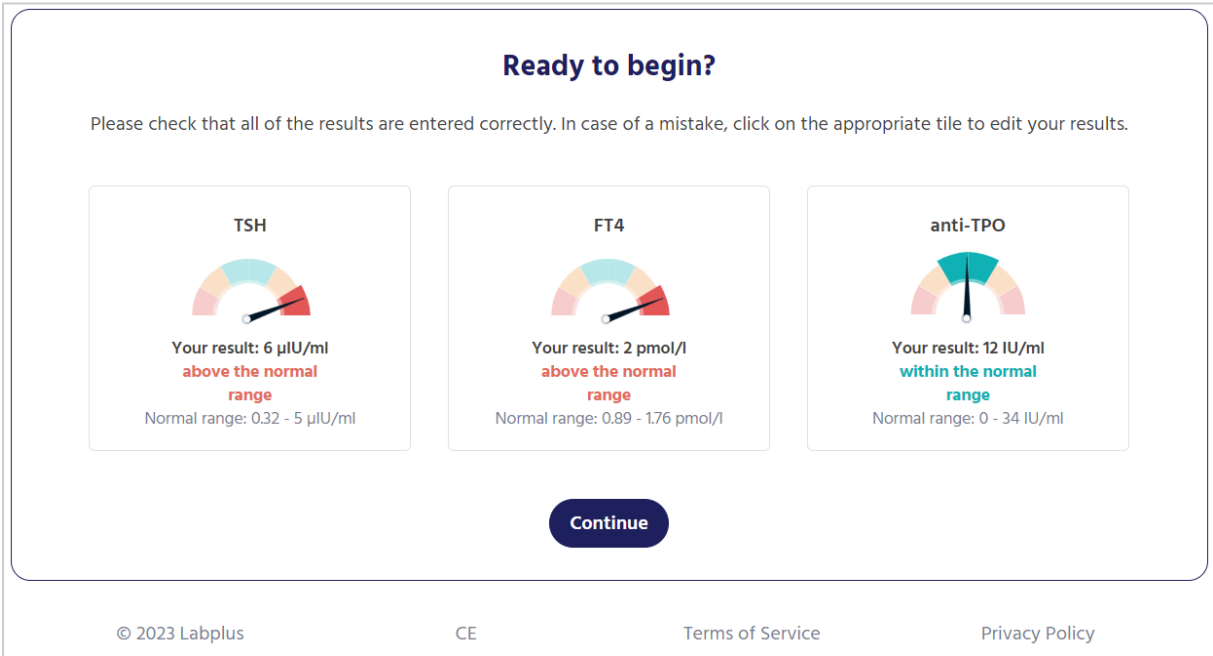 Ready to begin?
Please check that all of the results are entered correctly. In case of a mistake, click on the appropriate tile to edit your results.
TSH
Your result: 6 µIU/ml
above the normal
range
Normal range: 0.32 - 5 µIU/ml
FT4
Your result: 2 pmol/l
above the normal
range
Normal range: 0.89 - 1.76 pmol/l
anti-TPO
Your result: 12 IU/ml
within the normal
range
Normal range: 0 - 34 IU/ml
Continue
© 2023 Labplus
CE
Terms of Service
Privacy Policy